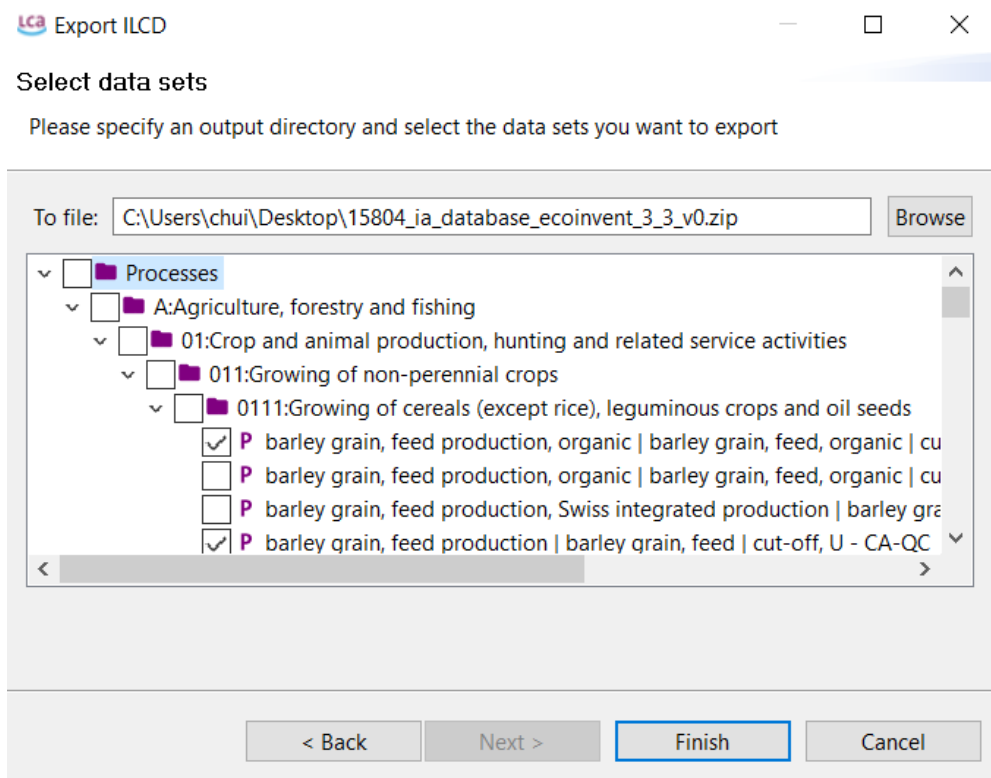 LCa Export ILCD
Select data sets
Please specify an output directory and select the data sets you want to export
To file: C:\Users\chui\Desktop\15804_ia_database_ecoinvent_3_3_v0.zip Browse
Processes
A:Agriculture, forestry and fishing
01:Crop and animal production, hunting and related service activities
011:Growing of non-perennial crops
0111:Growing of cereals (except rice), leguminous crops and oil seeds
P barley grain, feed production, organic | barley grain, feed, organic | cu
P barley grain, feed production, organic | barley grain, feed, organic | cu
P barley grain, feed production, Swiss integrated production | barley gra
P barley grain, feed production | barley grain, feed | cut-off, U - CA-QC
< Back Next > Finish Cancel